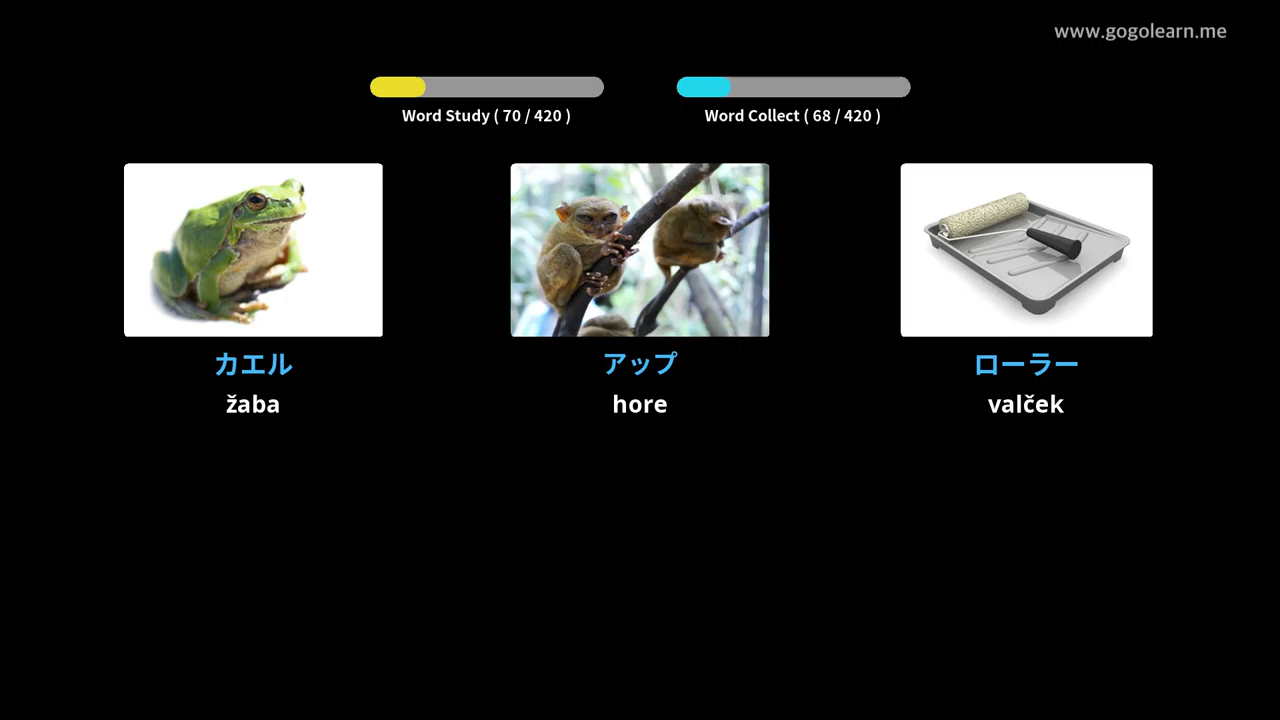 www.gogolearn.me
Word Study ( 70 / 420 )
Word Collect ( 68 / 420 )
カエル
アップ
ローラー
žaba
hore
valček